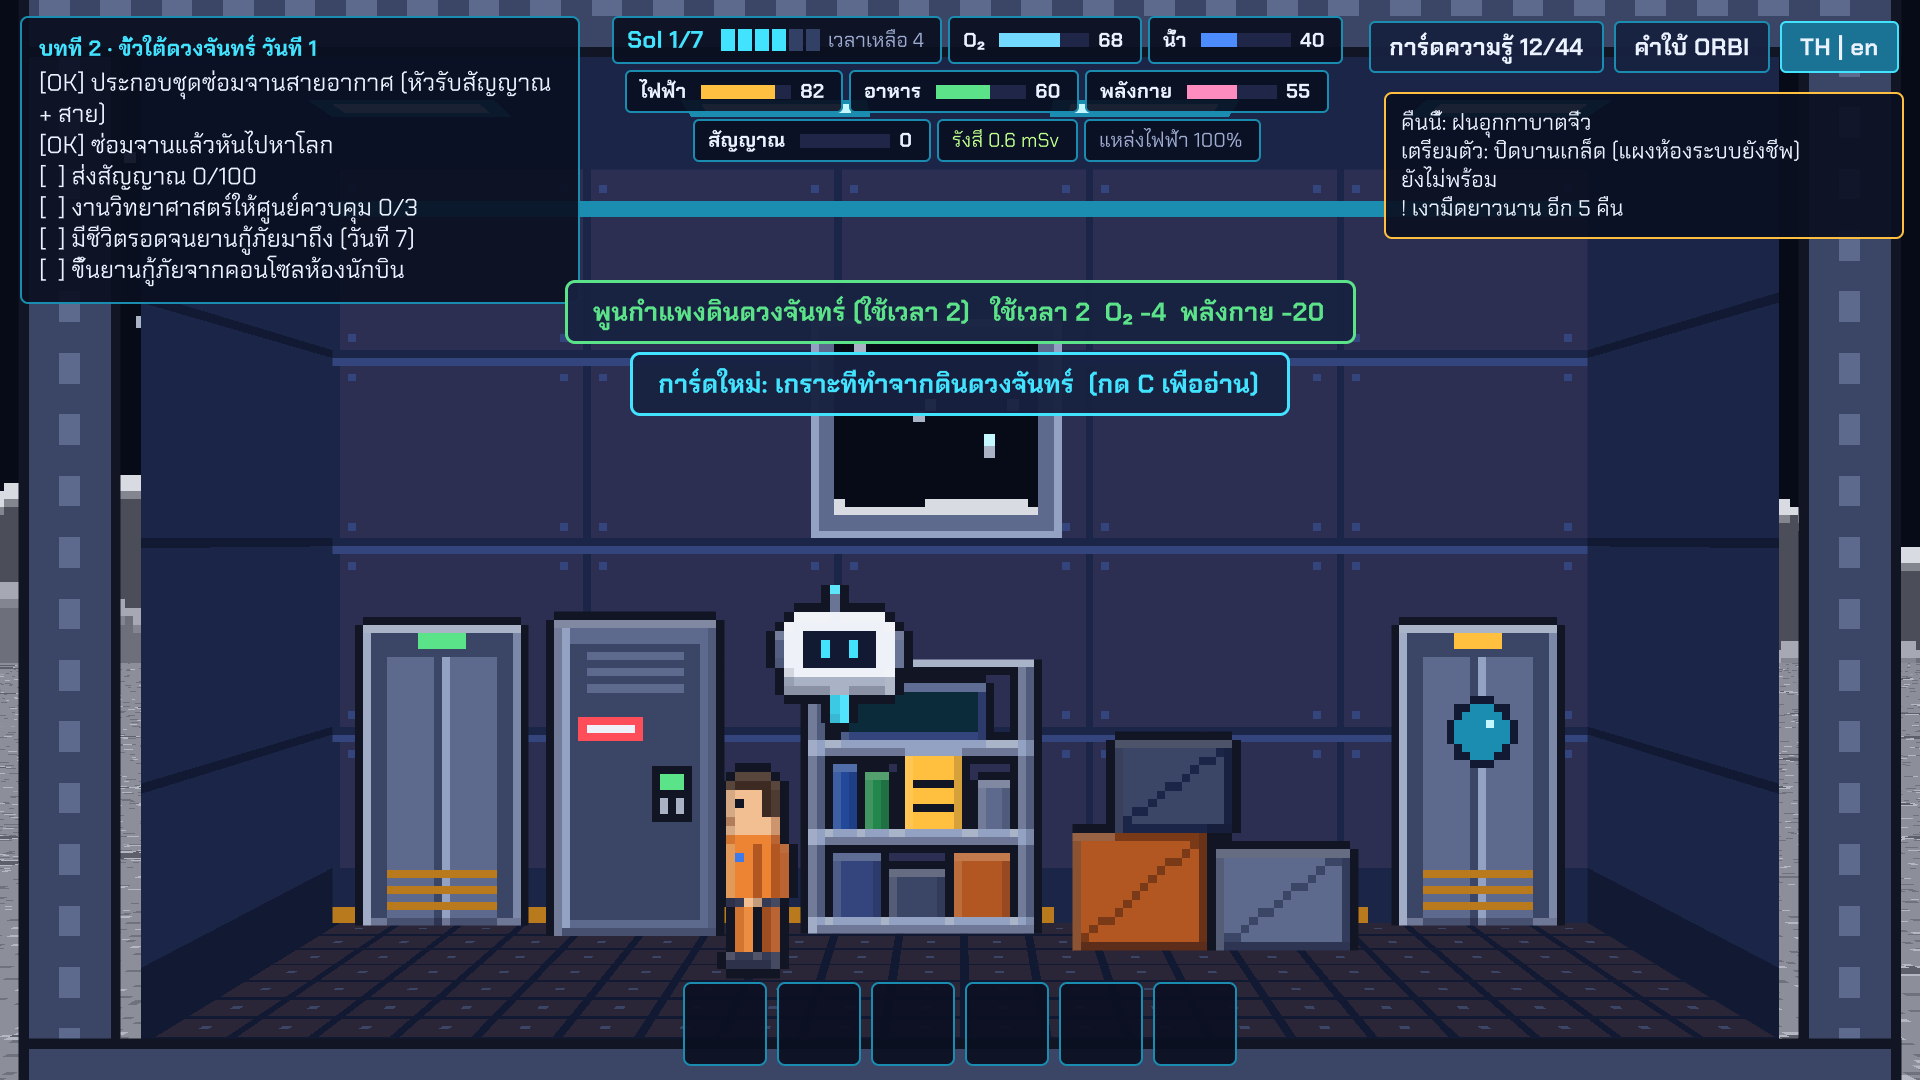 บทที่ 2 · ขั้วใต้ดวงจันทร์ วันที่ 1
[OK] ประกอบชุดซ่อมจานสายอากาศ (หัวรับสัญญาณ
+ สาย)
[OK] ซ่อมจานแล้วหันไปหาโลก
[ ] ส่งสัญญาณ 0/100
[ ] งานวิทยาศาสตร์ให้ศูนย์ควบคุม 0/3
[ ] มีชีวิตรอดจนยานกู้ภัยมาถึง (วันที่ 7)
[ ] ขึ้นยานกู้ภัยจากคอนโซลห้องนักบิน
Sol 1/7 เวลาเหลือ 4
O₂ 68
น้ำ 40
ไฟฟ้า 82
อาหาร 60
พลังกาย 55
สัญญาณ 0
รังสี 0.6 mSv
แหล่งไฟฟ้า 100%
การ์ดความรู้ 12/44
คำใบ้ ORBI
TH | en
คืนนี้: ฝนอุกกาบาตจิ๋ว
เตรียมตัว: ปิดบานเกล็ด (แผงห้องระบบยังชีพ)
ยังไม่พร้อม
! เงามืดยาวนาน อีก 5 คืน
พูนกำแพงดินดวงจันทร์ (ใช้เวลา 2) ใช้เวลา 2 O₂ -4 พลังกาย -20
การ์ดใหม่: เกราะที่ทำจากดินดวงจันทร์ (กด C เพื่ออ่าน)